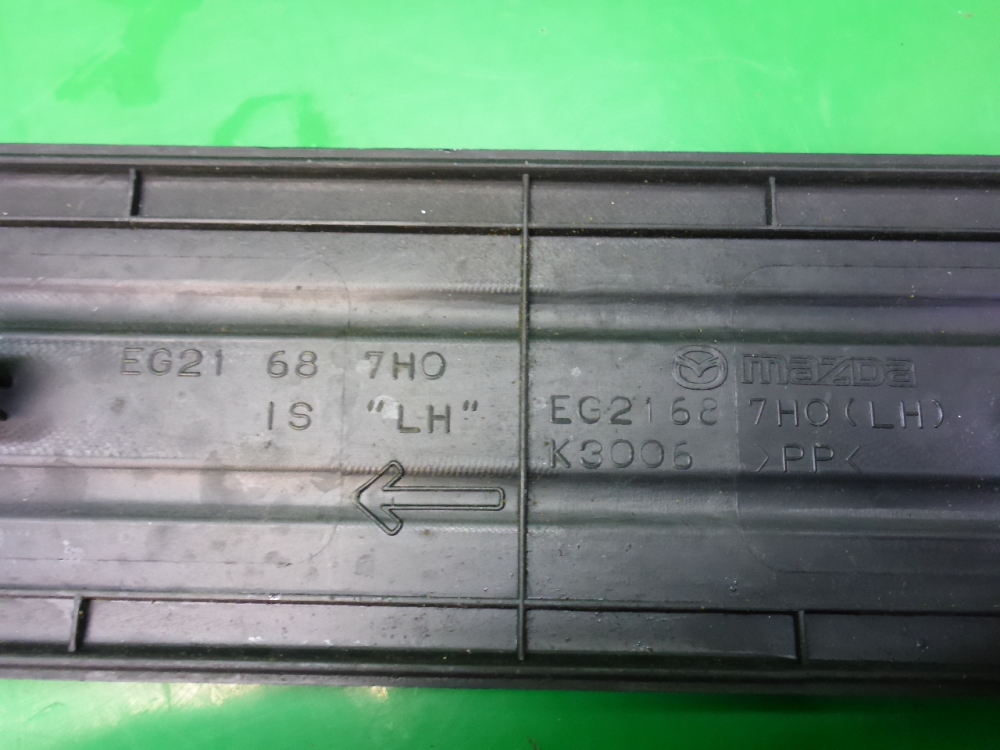 EG21 68 7H0
IS "LH"
mazda
EG2168 7H0(LH)
K3006 >PP<